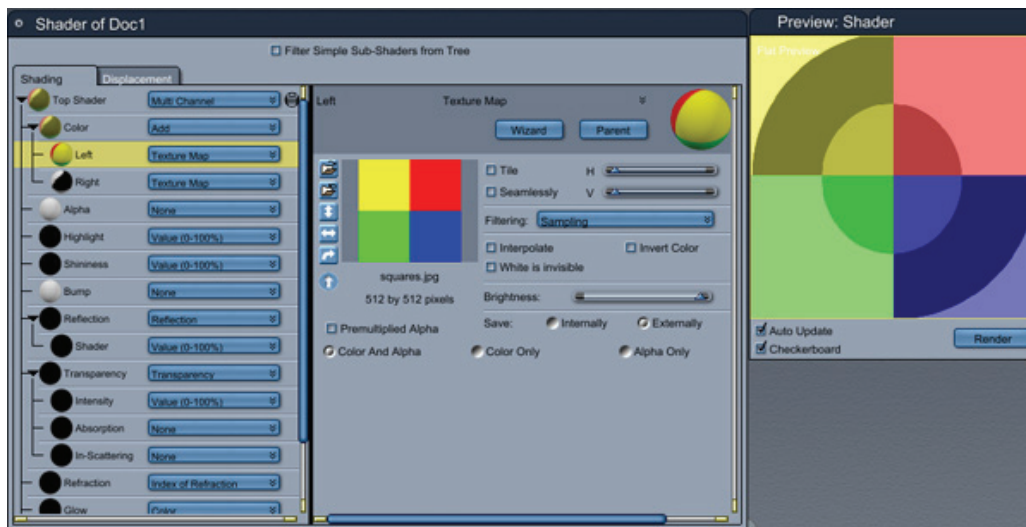 Shader of Doc1
Filter Simple Sub-Shaders from Tree
Shading
Displacement
Top Shader
Multi Channel
Color
Add
Left
Texture Map
Right
Texture Map
Alpha
None
Highlight
Value (0-100%)
Shininess
Value (0-100%)
Bump
None
Reflection
Reflection
Shader
Value (0-100%)
Transparency
Transparency
Intensity
Value (0-100%)
Absorption
None
In-Scattering
None
Refraction
Index of Refraction
Glow
Color
Left
Texture Map
Wizard
Parent
Tile
H
Seamlessly
V
Filtering:
Sampling
Interpolate
Invert Color
White is invisible
squares.jpg
512 by 512 pixels
Brightness:
Premultiplied Alpha
Save:
Internally
Externally
Color And Alpha
Color Only
Alpha Only
Preview: Shader
Flat Preview
Auto Update
Checkerboard
Render